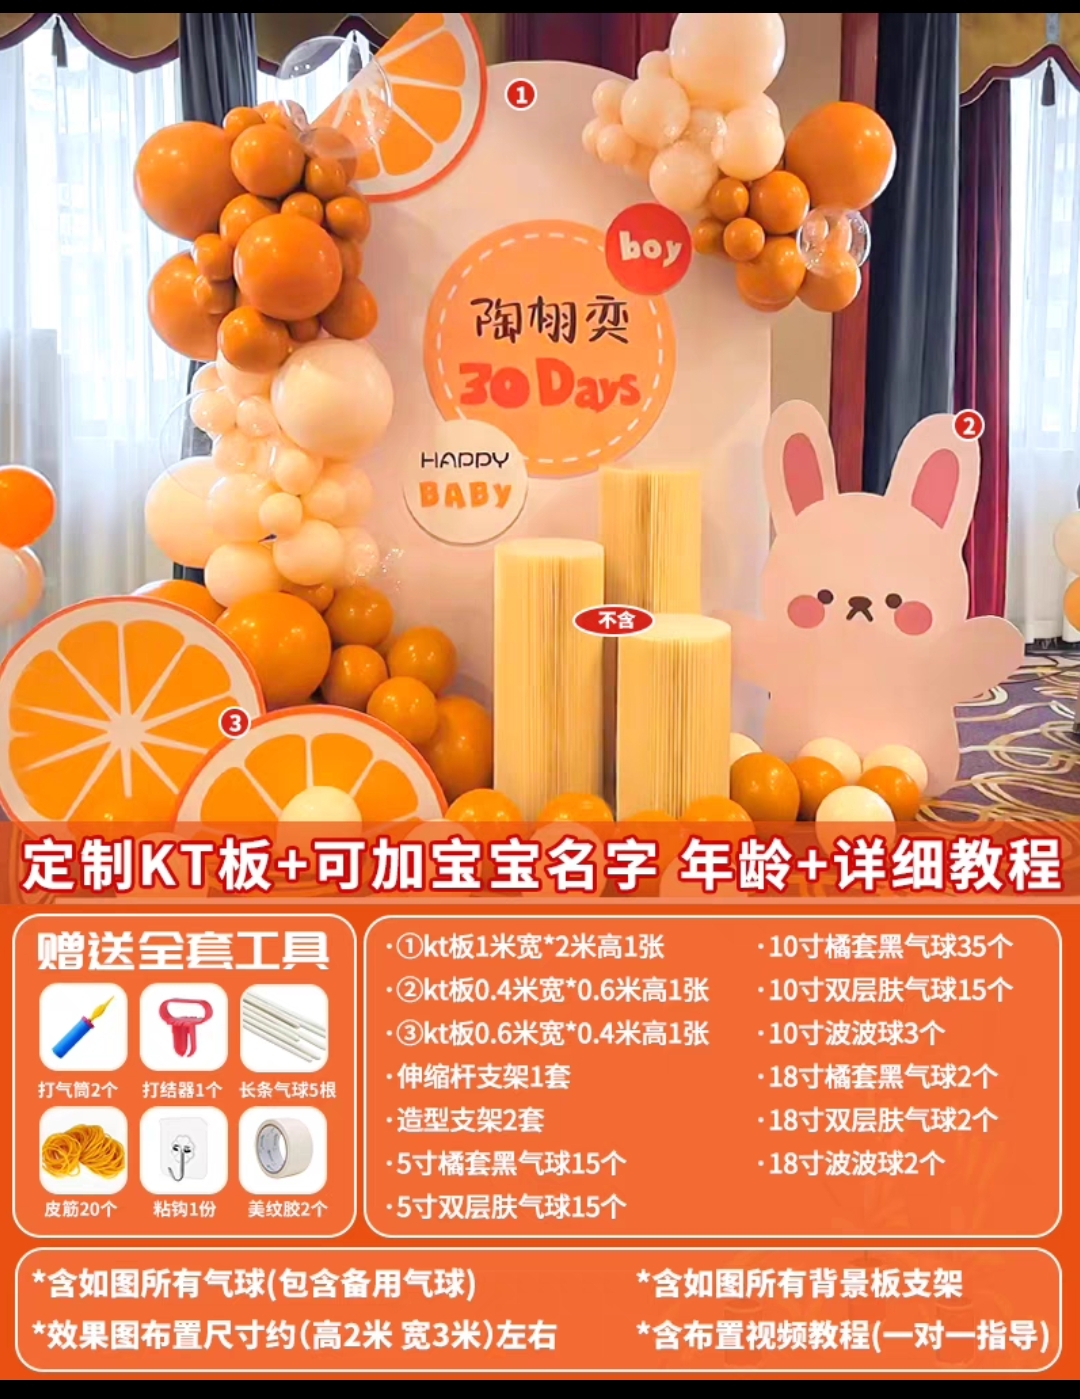 1
boy
陶栩奕
30 Days
HAPPY
BABY
2
不含
3
定制KT板+可加宝宝名字 年龄+详细教程
赠送全套工具
打气筒2个
打结器1个
长条气球5根
皮筋20个
粘钩1份
美纹胶2个
·①kt板1米宽*2米高1张
·②kt板0.4米宽*0.6米高1张
·③kt板0.6米宽*0.4米高1张
·伸缩杆支架1套
·造型支架2套
·5寸橘套黑气球15个
·5寸双层肤气球15个
·10寸橘套黑气球35个
·10寸双层肤气球15个
·10寸波波球3个
·18寸橘套黑气球2个
·18寸双层肤气球2个
·18寸波波球2个
*含如图所有气球(包含备用气球)
*含如图所有背景板支架
*效果图布置尺寸约(高2米 宽3米)左右
*含布置视频教程(一对一指导)